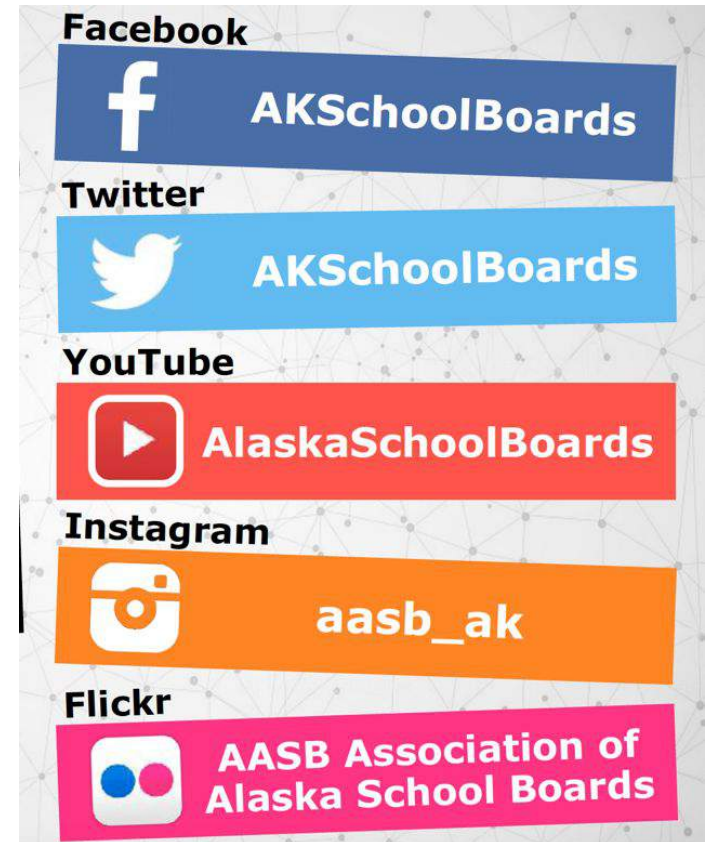 Facebook
AKSchoolBoards
Twitter
AKSchoolBoards
YouTube
AlaskaSchoolBoards
Instagram
aasb_ak
Flickr
AASB Association of
Alaska School Boards